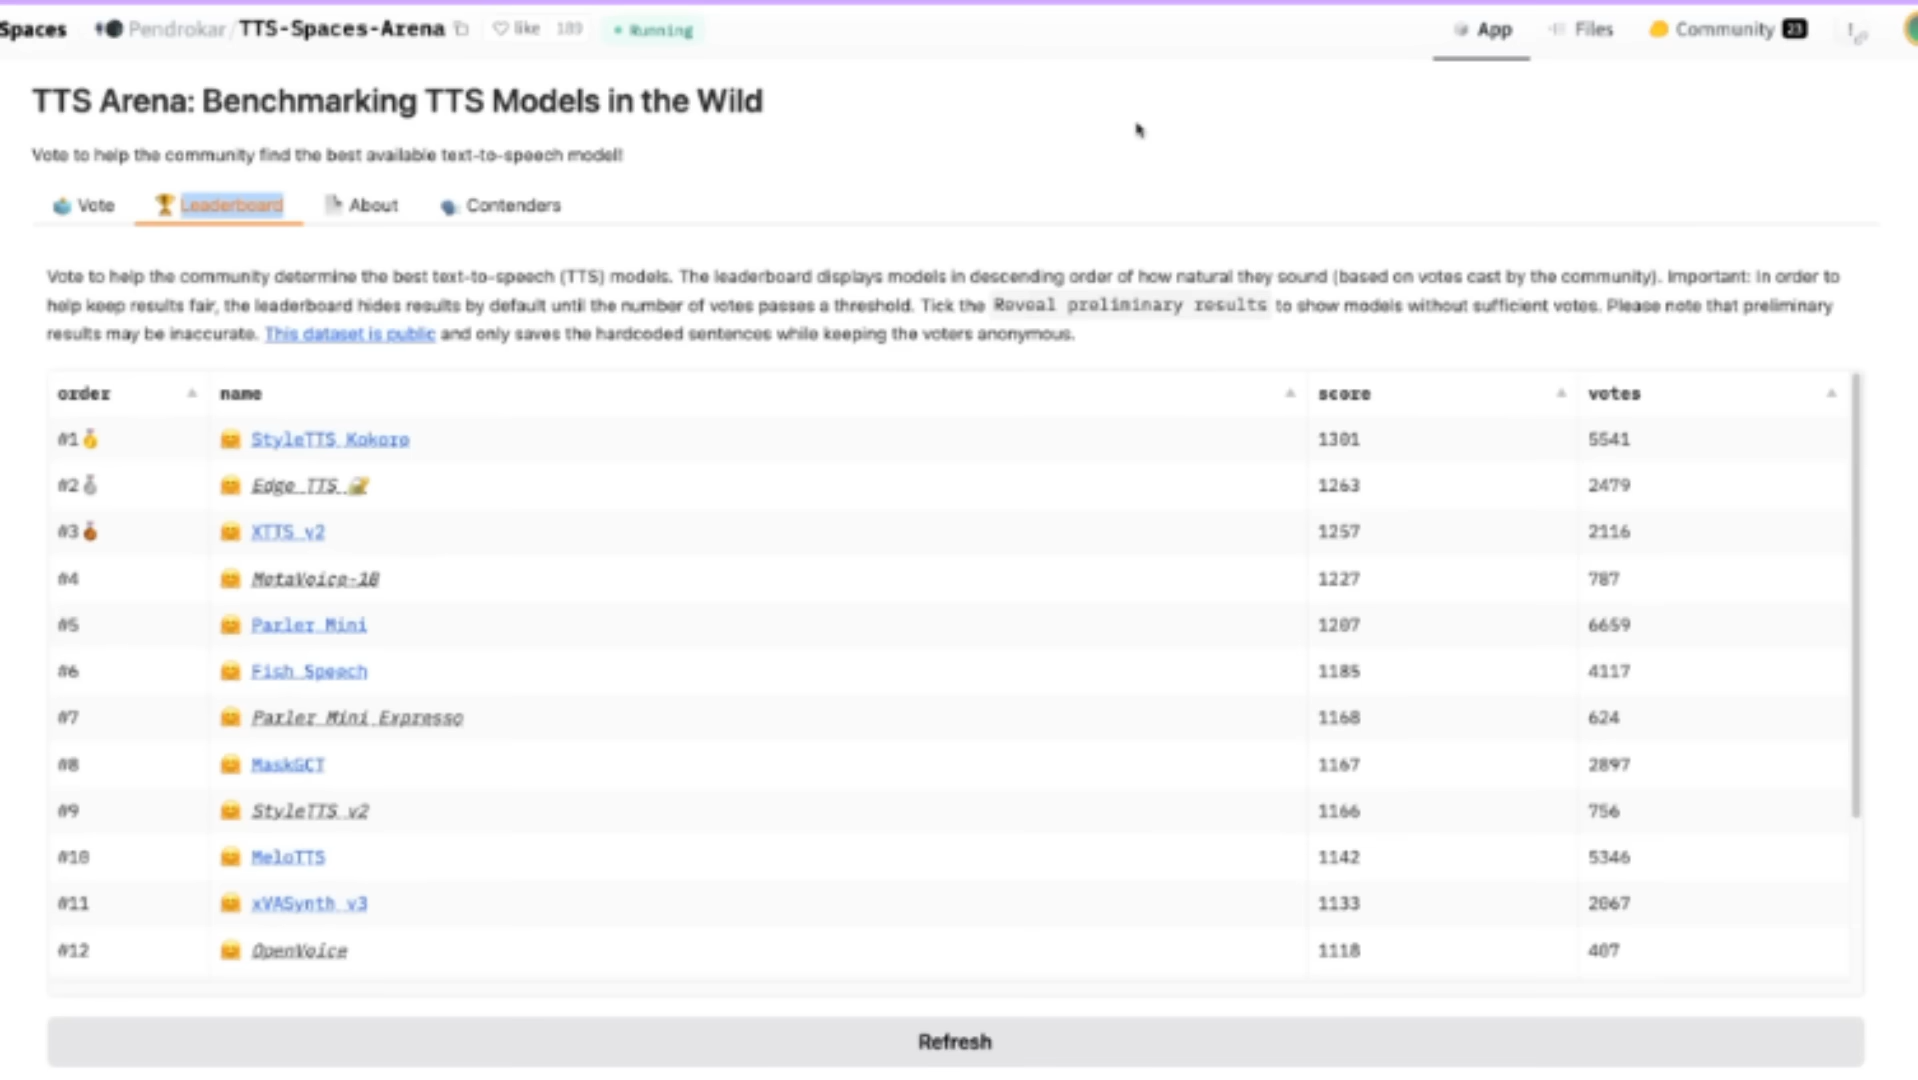 Spaces Pendrokar/TTS-Spaces-Arena like 189 Running App Files Community 23
TTS Arena: Benchmarking TTS Models in the Wild
Vote to help the community find the best available text-to-speech model!
Vote Leaderboard About Contenders
Vote to help the community determine the best text-to-speech (TTS) models. The leaderboard displays models in descending order of how natural they sound (based on votes cast by the community). Important: In order to
help keep results fair, the leaderboard hides results by default until the number of votes passes a threshold. Tick the Reveal preliminary results to show models without sufficient votes. Please note that preliminary
results may be inaccurate. This dataset is public and only saves the hardcoded sentences while keeping the voters anonymous.
order name score votes
#1 StyleTTS Kokoro 1301 5541
#2 Edge TTS 1263 2479
#3 XTTS v2 1257 2116
#4 MetaVoice-1B 1227 787
#5 Parler Mini 1207 6659
#6 Fish Speech 1185 4117
#7 Parler Mini Expresso 1168 624
#8 MaskGCT 1167 2897
#9 StyleTTS v2 1166 756
#10 MeloTTS 1142 5346
#11 xVASynth v3 1133 2067
#12 OpenVoice 1118 407
Refresh